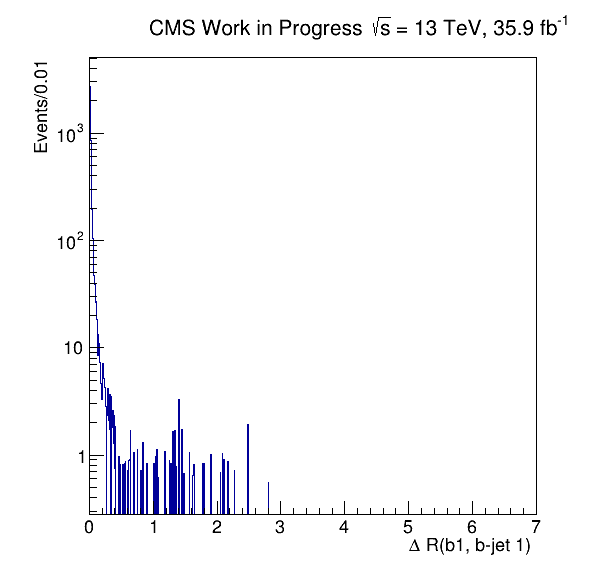 CMS Work in Progress √s = 13 TeV, 35.9 fb⁻¹
Events/0.01
10³
10²
10
1
0 1 2 3 4 5 6 7
Δ R(b1, b-jet 1)